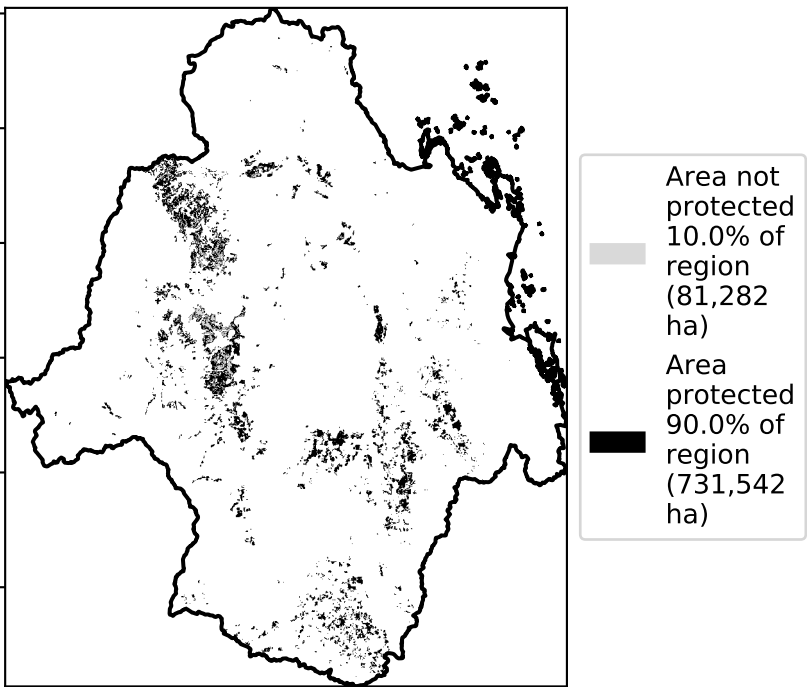 Area not
protected
10.0% of
region
(81,282
ha)
Area
protected
90.0% of
region
(731,542
ha)